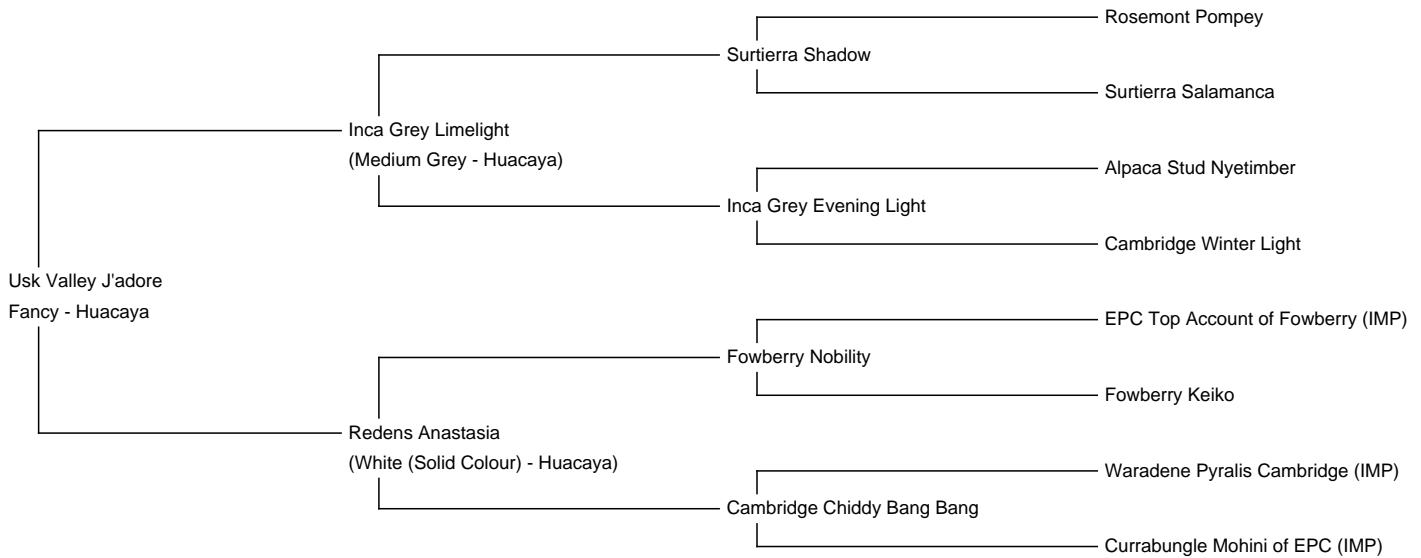 Rosemont Pompey
Surtierra Shadow
Surtierra Salamanca
Inca Grey Limelight
(Medium Grey - Huacaya)
Alpaca Stud Nyetimber
Inca Grey Evening Light
Cambridge Winter Light
Usk Valley J'adore
Fancy - Huacaya
EPC Top Account of Fowberry (IMP)
Fowberry Nobility
Fowberry Keiko
Redens Anastasia
(White (Solid Colour) - Huacaya)
Waradene Pyralis Cambridge (IMP)
Cambridge Chiddy Bang Bang
Currabungle Mohini of EPC (IMP)